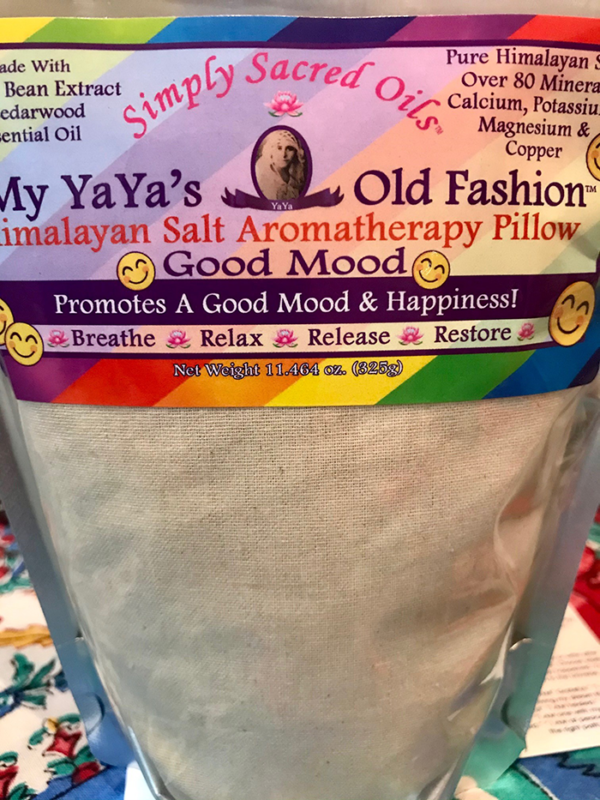 ade With
Bean Extract
edarwood
ential Oil
Simply Sacred Oils™
Pure Himalayan S
Over 80 Minera
Calcium, Potassiu
Magnesium &
Copper
My YaYa's
YaYa
Old Fashion™
imalayan Salt Aromatherapy Pillow
Good Mood
Promotes A Good Mood & Happiness!
Breathe Relax Release Restore
Net Weight 11.464 oz. (325g)